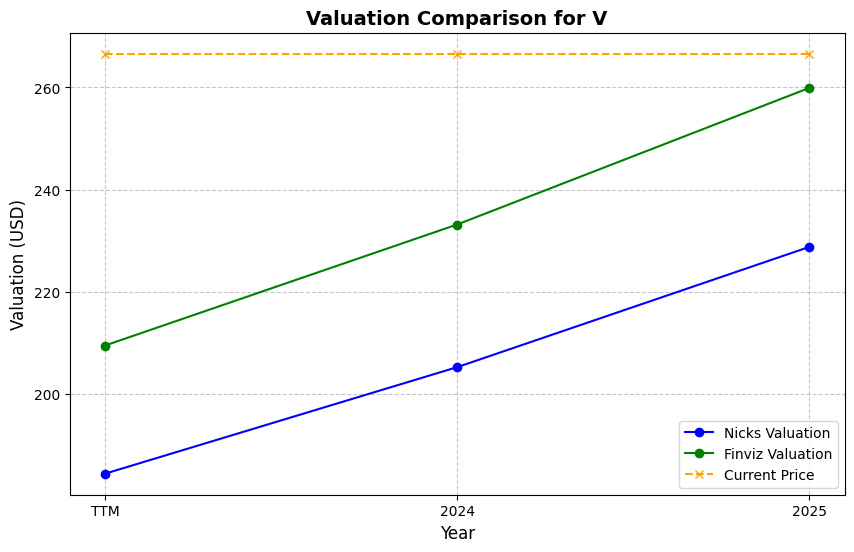 Valuation Comparison for V
Valuation (USD)
260
240
220
200
TTM
2024
2025
Year
Nicks Valuation
Finviz Valuation
Current Price